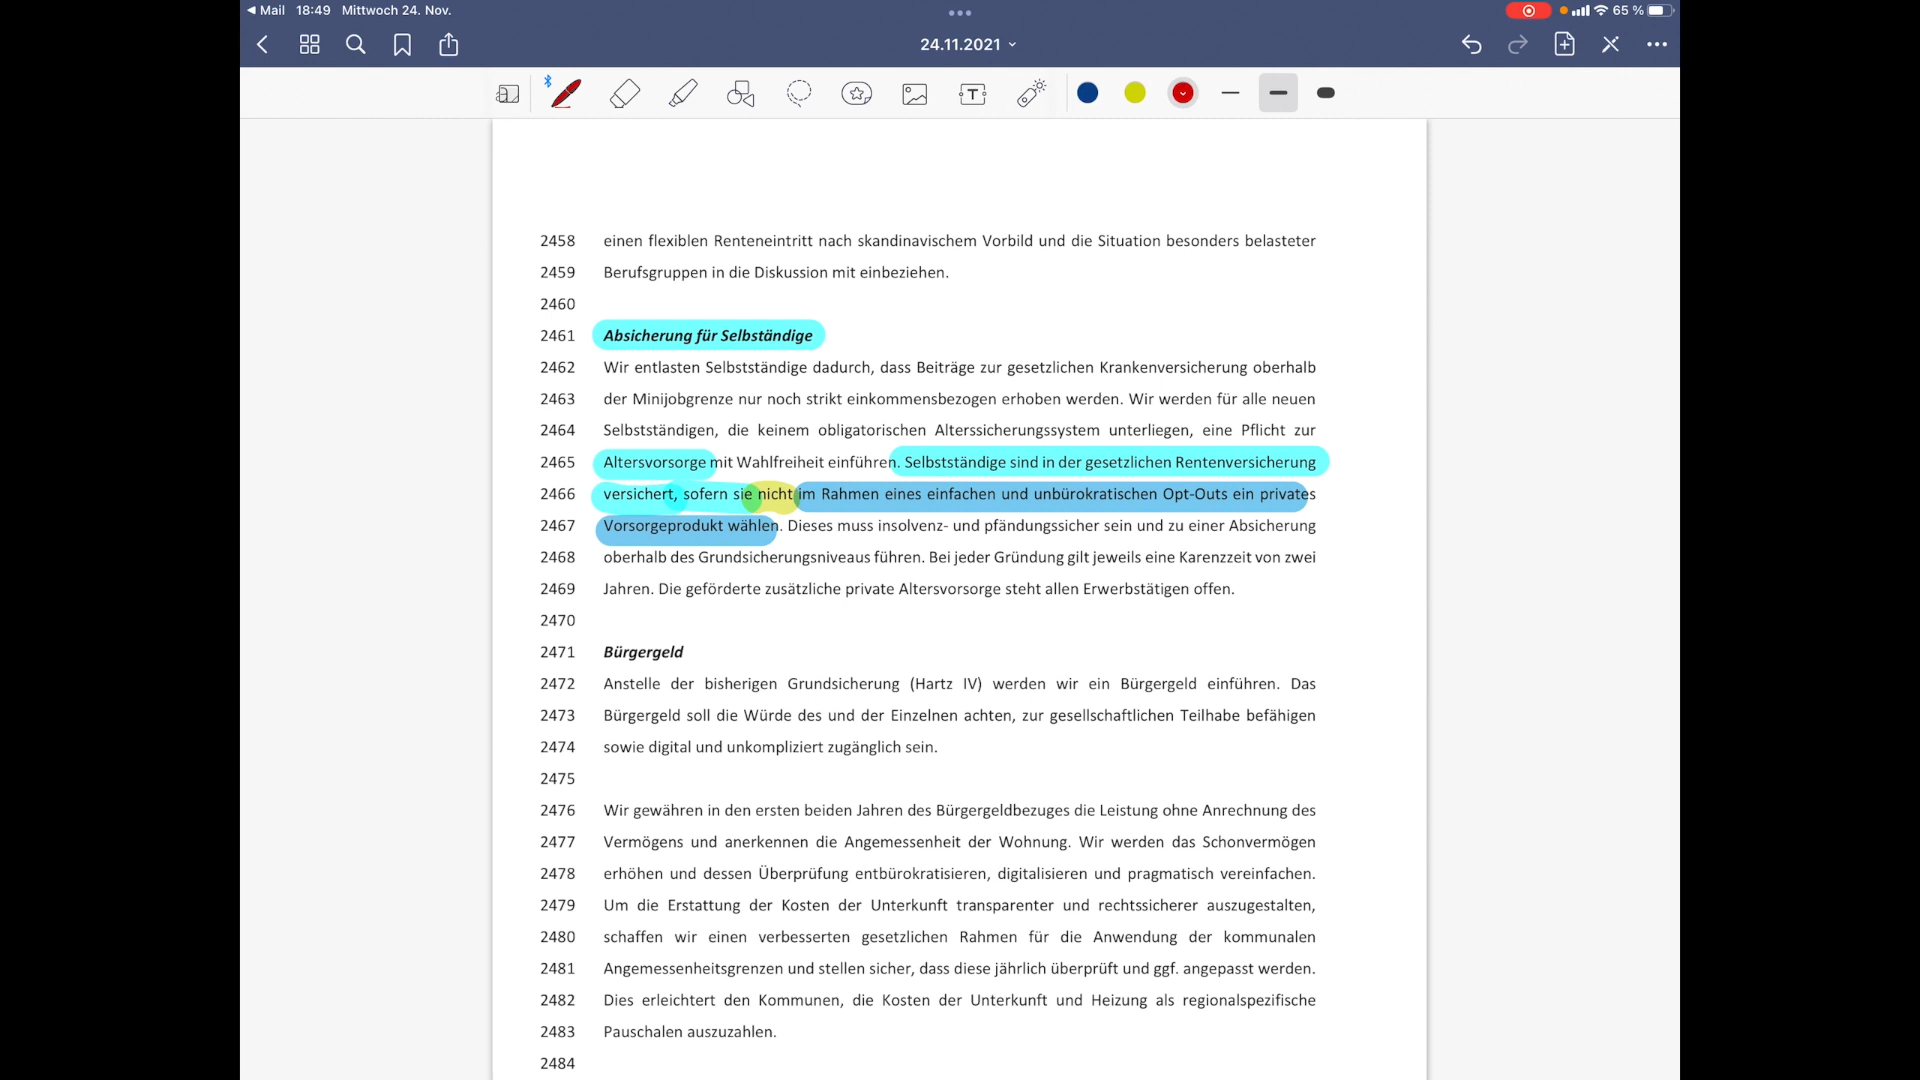 Mail 18:49 Mittwoch 24. Nov.
65 %
24.11.2021
T
2458 einen flexiblen Renteneintritt nach skandinavischem Vorbild und die Situation besonders belasteter
2459 Berufsgruppen in die Diskussion mit einbeziehen.
2460
2461 Absicherung für Selbständige
2462 Wir entlasten Selbstständige dadurch, dass Beiträge zur gesetzlichen Krankenversicherung oberhalb
2463 der Minijobgrenze nur noch strikt einkommensbezogen erhoben werden. Wir werden für alle neuen
2464 Selbstständigen, die keinem obligatorischen Alterssicherungssystem unterliegen, eine Pflicht zur
2465 Altersvorsorge mit Wahlfreiheit einführen. Selbstständige sind in der gesetzlichen Rentenversicherung
2466 versichert, sofern sie nicht im Rahmen eines einfachen und unbürokratischen Opt-Outs ein privates
2467 Vorsorgeprodukt wählen. Dieses muss insolvenz- und pfändungssicher sein und zu einer Absicherung
2468 oberhalb des Grundsicherungsniveaus führen. Bei jeder Gründung gilt jeweils eine Karenzzeit von zwei
2469 Jahren. Die geförderte zusätzliche private Altersvorsorge steht allen Erwerbstätigen offen.
2470
2471 Bürgergeld
2472 Anstelle der bisherigen Grundsicherung (Hartz IV) werden wir ein Bürgergeld einführen. Das
2473 Bürgergeld soll die Würde des und der Einzelnen achten, zur gesellschaftlichen Teilhabe befähigen
2474 sowie digital und unkompliziert zugänglich sein.
2475
2476 Wir gewähren in den ersten beiden Jahren des Bürgergeldbezuges die Leistung ohne Anrechnung des
2477 Vermögens und anerkennen die Angemessenheit der Wohnung. Wir werden das Schonvermögen
2478 erhöhen und dessen Überprüfung entbürokratisieren, digitalisieren und pragmatisch vereinfachen.
2479 Um die Erstattung der Kosten der Unterkunft transparenter und rechtssicherer auszugestalten,
2480 schaffen wir einen verbesserten gesetzlichen Rahmen für die Anwendung der kommunalen
2481 Angemessenheitsgrenzen und stellen sicher, dass diese jährlich überprüft und ggf. angepasst werden.
2482 Dies erleichtert den Kommunen, die Kosten der Unterkunft und Heizung als regionalspezifische
2483 Pauschalen auszuzahlen.
2484